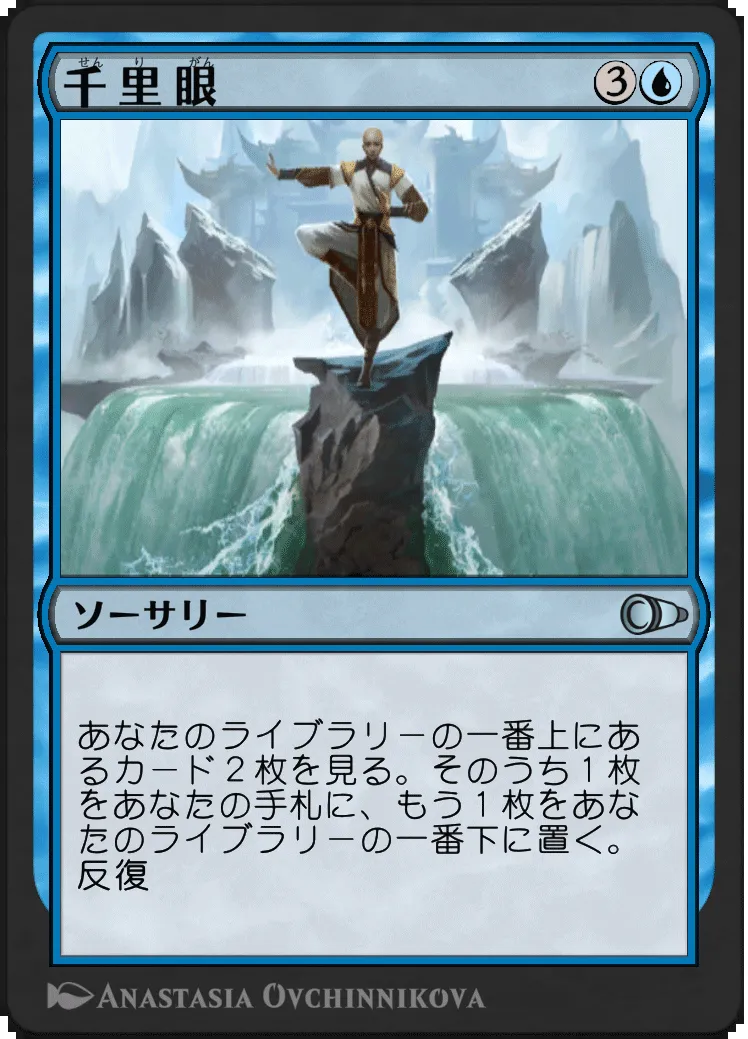 せんりがん
千里眼
3
ソーサリー
あなたのライブラリーの一番上にあ
るカード２枚を見る。そのうち１枚
をあなたの手札に、もう１枚をあな
たのライブラリーの一番下に置く。
反復
ANASTASIA OVCHINNIKOVA